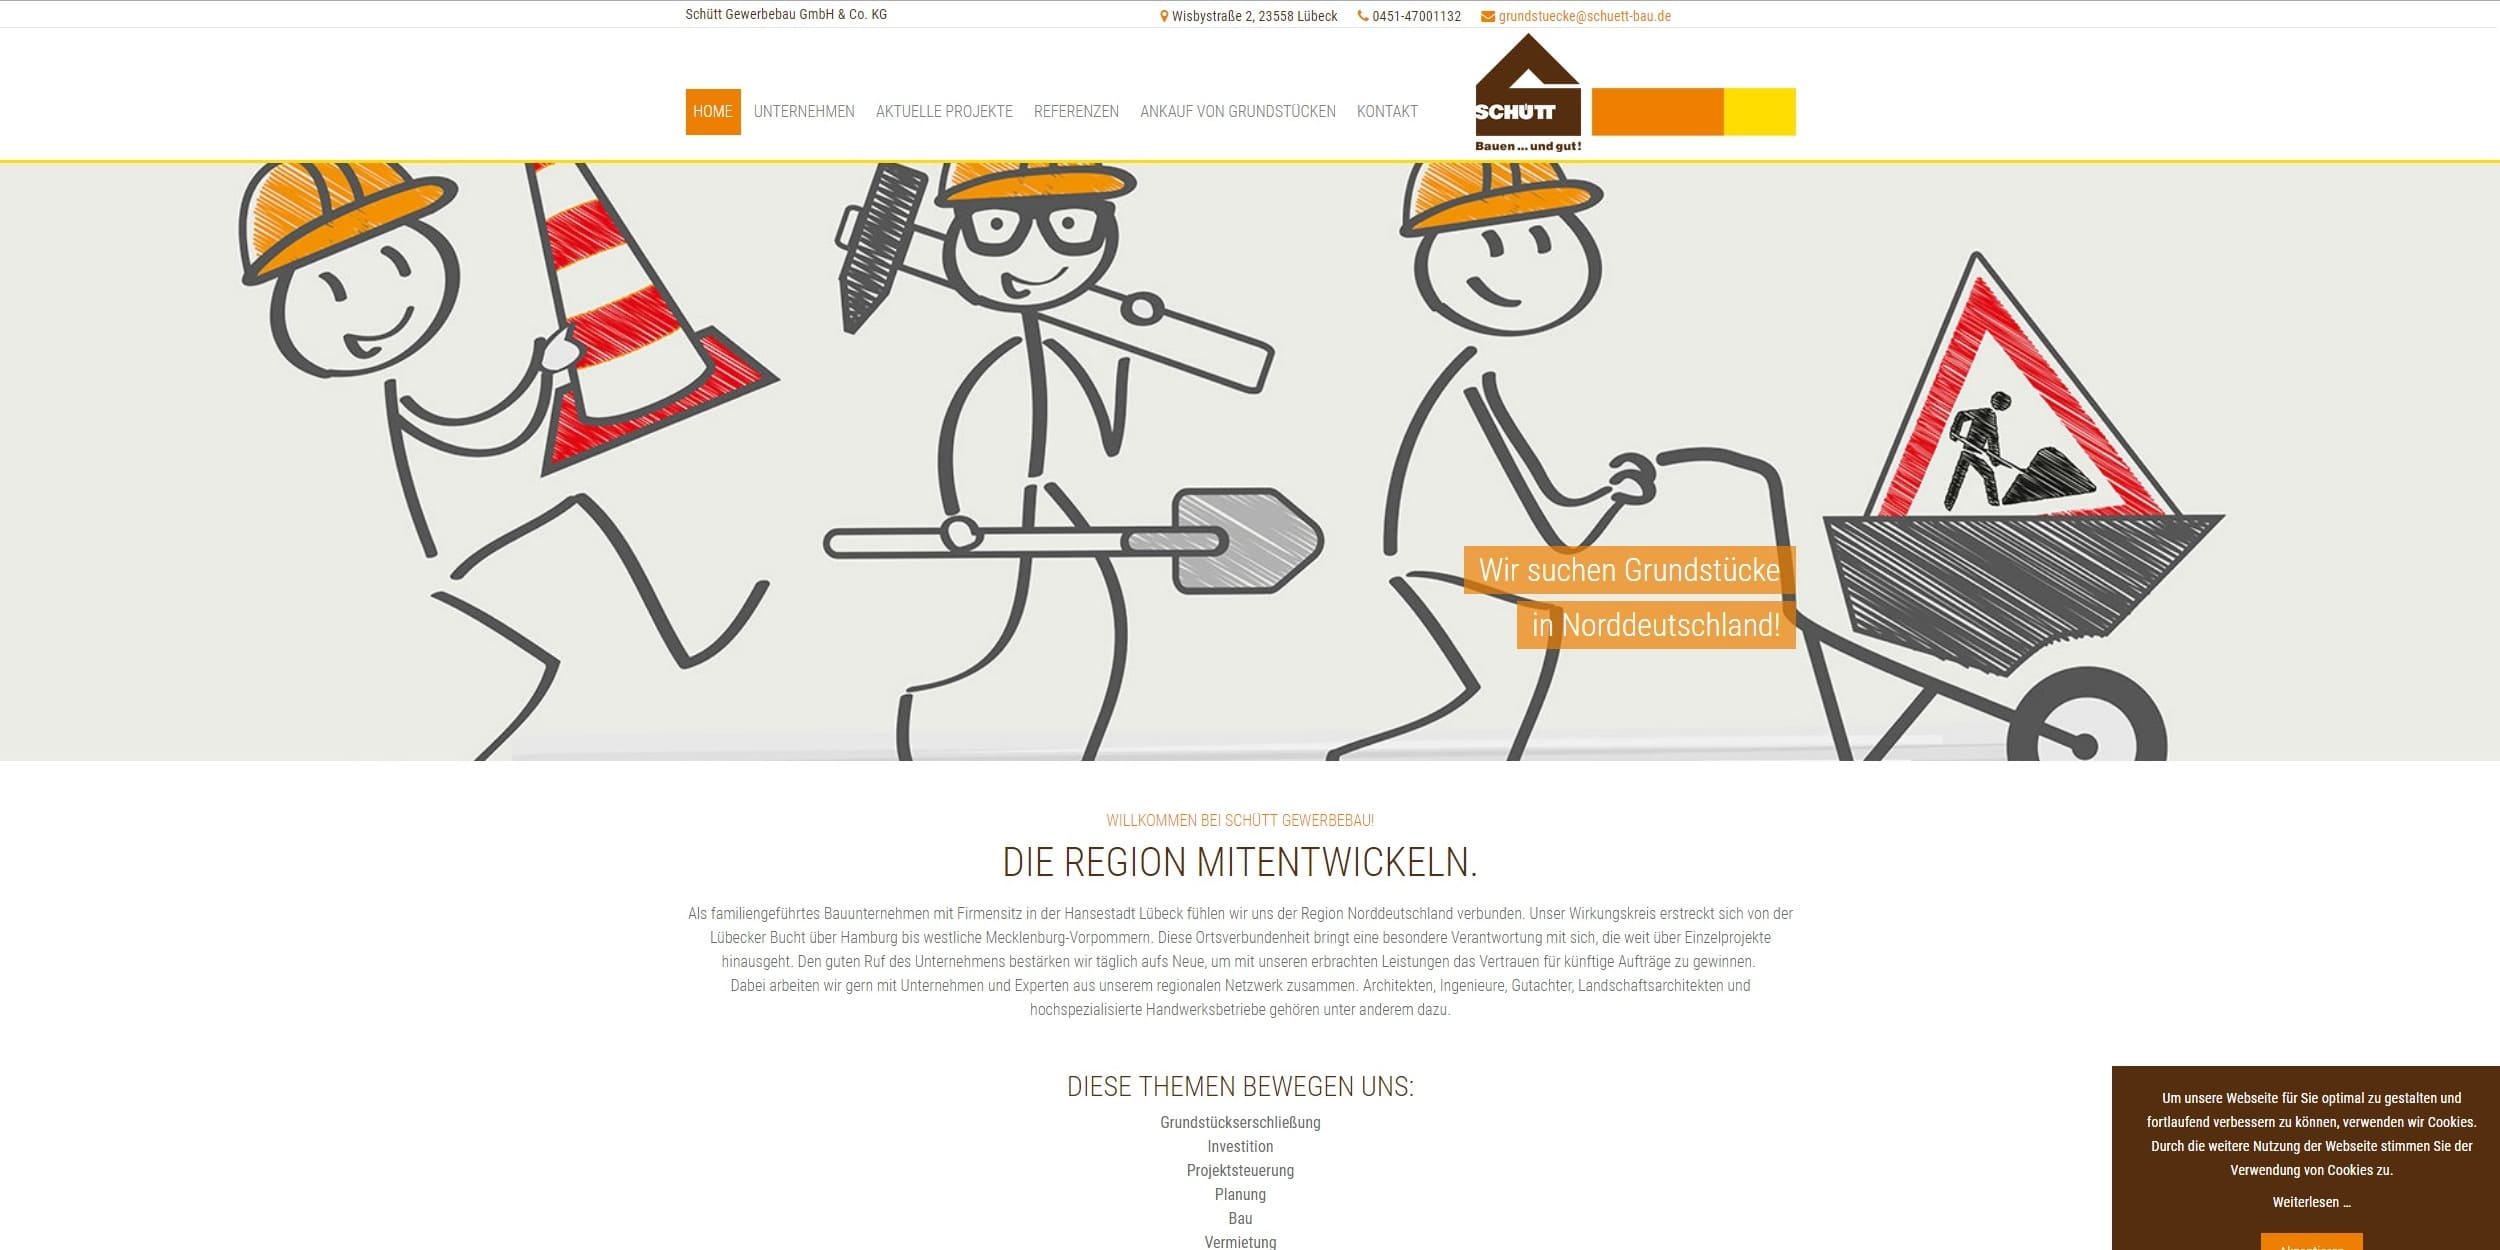 Schütt Gewerbebau GmbH & Co. KG
Wisbystraße 2, 23558 Lübeck 0451-47001132 grundstuecke@schuett-bau.de
HOME UNTERNEHMEN AKTUELLE PROJEKTE REFERENZEN ANKAUF VON GRUNDSTÜCKEN KONTAKT
SCHÜTT
Bauen ... und gut!
Wir suchen Grundstücke
in Norddeutschland!
WILLKOMMEN BEI SCHÜTT GEWERBEBAU!
DIE REGION MITENTWICKELN.
Als familiengeführtes Bauunternehmen mit Firmensitz in der Hansestadt Lübeck fühlen wir uns der Region Norddeutschland verbunden. Unser Wirkungskreis erstreckt sich von der
Lübecker Bucht über Hamburg bis westliche Mecklenburg-Vorpommern. Diese Ortsverbundenheit bringt eine besondere Verantwortung mit sich, die weit über Einzelprojekte
hinausgeht. Den guten Ruf des Unternehmens bestärken wir täglich aufs Neue, um mit unseren erbrachten Leistungen das Vertrauen für künftige Aufträge zu gewinnen.
Dabei arbeiten wir gern mit Unternehmen und Experten aus unserem regionalen Netzwerk zusammen. Architekten, Ingenieure, Gutachter, Landschaftsarchitekten und
hochspezialisierte Handwerksbetriebe gehören unter anderem dazu.
DIESE THEMEN BEWEGEN UNS:
Grundstückserschließung
Investition
Projektsteuerung
Planung
Bau
Vermietung
Um unsere Webseite für Sie optimal zu gestalten und
fortlaufend verbessern zu können, verwenden wir Cookies.
Durch die weitere Nutzung der Webseite stimmen Sie der
Verwendung von Cookies zu.
Weiterlesen ...